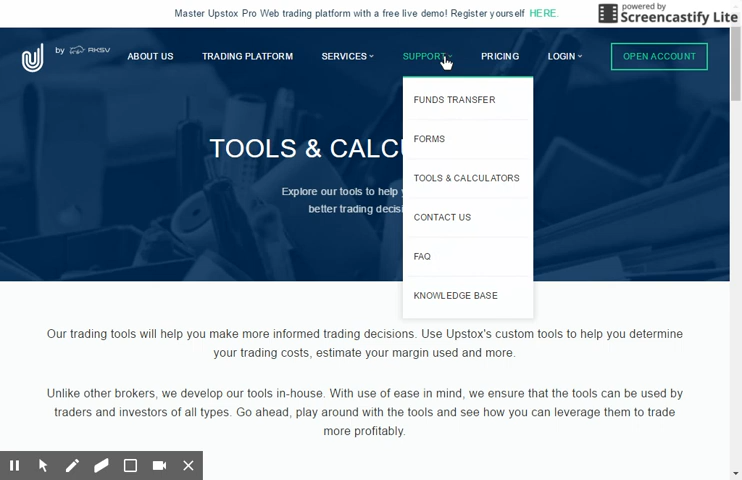 Master Upstox Pro Web trading platform with a free live demo! Register yourself HERE.
powered by
Screencastify Lite
by RKSV
ABOUT US
TRADING PLATFORM
SERVICES
SUPPORT
PRICING
LOGIN
OPEN ACCOUNT
FUNDS TRANSFER
FORMS
TOOLS & CALCULATORS
CONTACT US
FAQ
KNOWLEDGE BASE
TOOLS & CALCU
Explore our tools to help
better trading decis
Our trading tools will help you make more informed trading decisions. Use Upstox's custom tools to help you determine
your trading costs, estimate your margin used and more.
Unlike other brokers, we develop our tools in-house. With use of ease in mind, we ensure that the tools can be used by
traders and investors of all types. Go ahead, play around with the tools and see how you can leverage them to trade
more profitably.